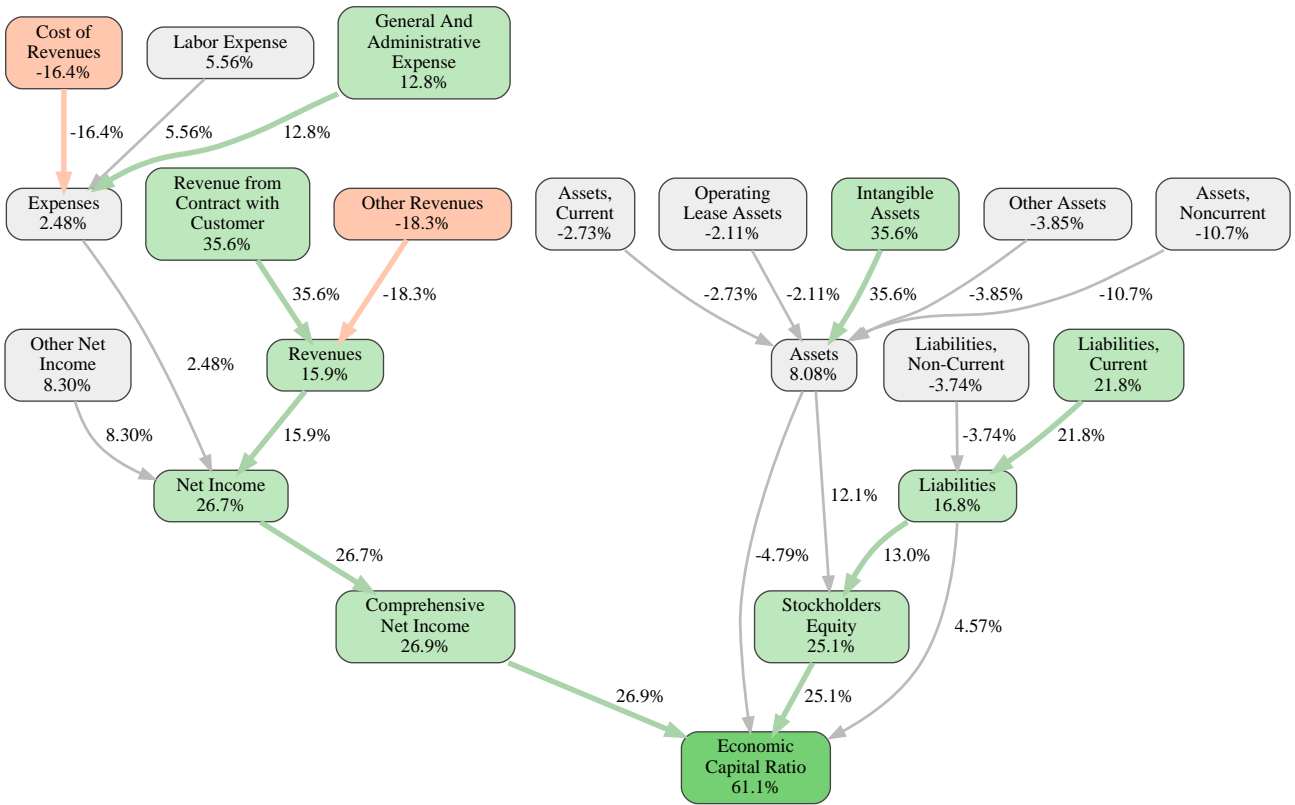 Cost of
Revenues
-16.4%
Labor Expense
5.56%
General And
Administrative
Expense
12.8%
-16.4%
5.56%
12.8%
Expenses
2.48%
Revenue from
Contract with
Customer
35.6%
Other Revenues
-18.3%
Assets,
Current
-2.73%
Operating
Lease Assets
-2.11%
Intangible
Assets
35.6%
Other Assets
-3.85%
Assets,
Noncurrent
-10.7%
35.6%
-18.3%
-2.73%
-2.11%
35.6%
-3.85%
-10.7%
Other Net
Income
8.30%
2.48%
Revenues
15.9%
Assets
8.08%
Liabilities,
Non-Current
-3.74%
Liabilities,
Current
21.8%
8.30%
15.9%
-3.74%
21.8%
Net Income
26.7%
12.1%
Liabilities
16.8%
26.7%
-4.79%
13.0%
Comprehensive
Net Income
26.9%
Stockholders
Equity
25.1%
4.57%
26.9%
25.1%
Economic
Capital Ratio
61.1%